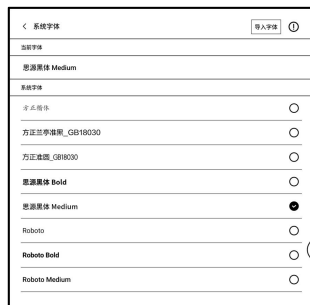 系统字体
导入字体
当前字体
思源黑体 Medium
系统字体
方正楷体
方正兰亭准黑_GB18030
方正准圆_GB18030
思源黑体 Bold
思源黑体 Medium
Roboto
Roboto Bold
Roboto Medium